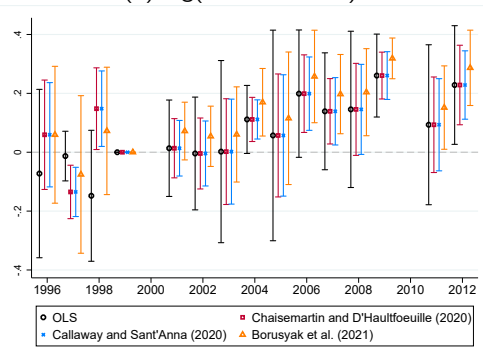 .4
.2
0
-.2
-.4
1996 1998 2000 2002 2004 2006 2008 2010 2012
OLS Chaisemartin and D'Haultfoeuille (2020)
Callaway and Sant'Anna (2020) Borusyak et al. (2021)